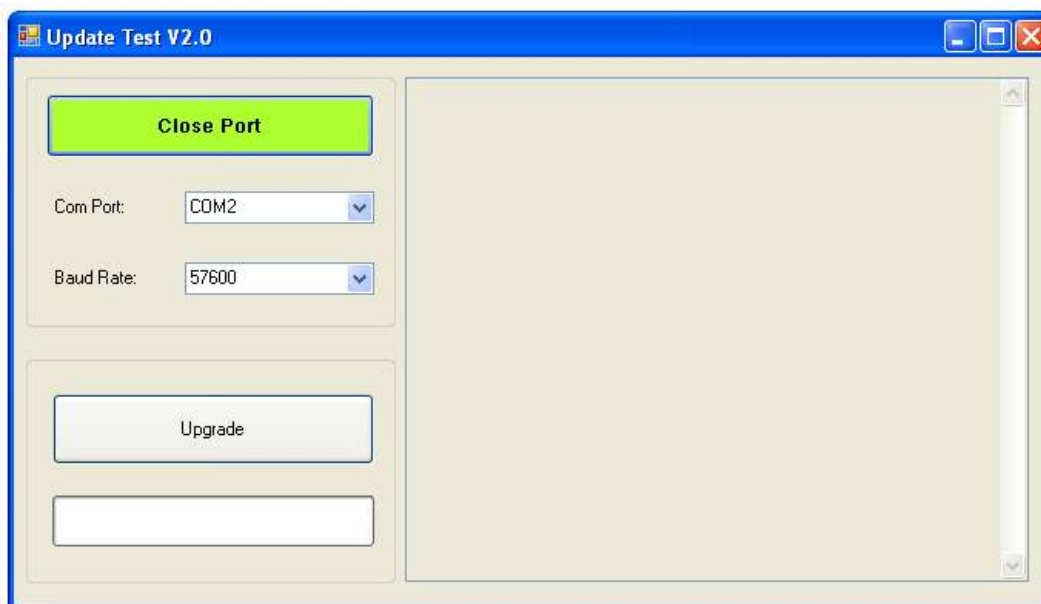 Update Test V2.0
Close Port
Com Port: COM2
Baud Rate: 57600
Upgrade